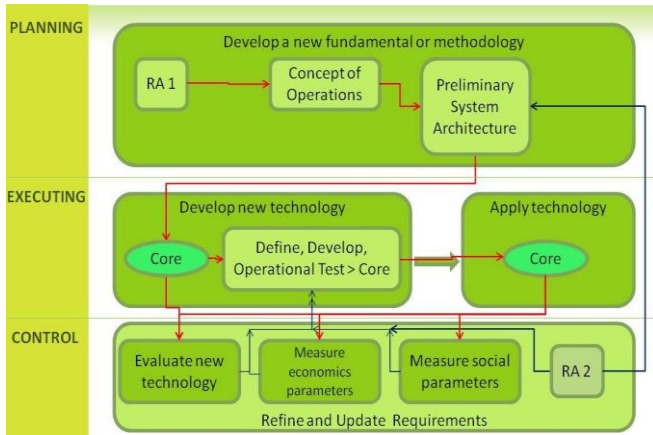 PLANNING
Develop a new fundamental or methodology
RA 1
Concept of
Operations
Preliminary
System
Architecture
EXECUTING
Develop new technology
Apply technology
Core
Define, Develop,
Operational Test > Core
Core
CONTROL
Evaluate new
technology
Measure
economics
parameters
Measure social
parameters
RA 2
Refine and Update Requirements